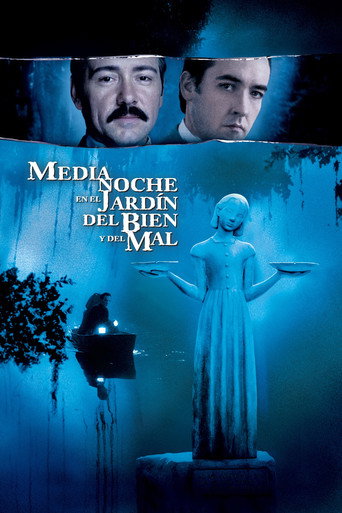 MEDIA
NOCHE
EN EL JARDÍN
DEL BIEN
Y DEL MAL